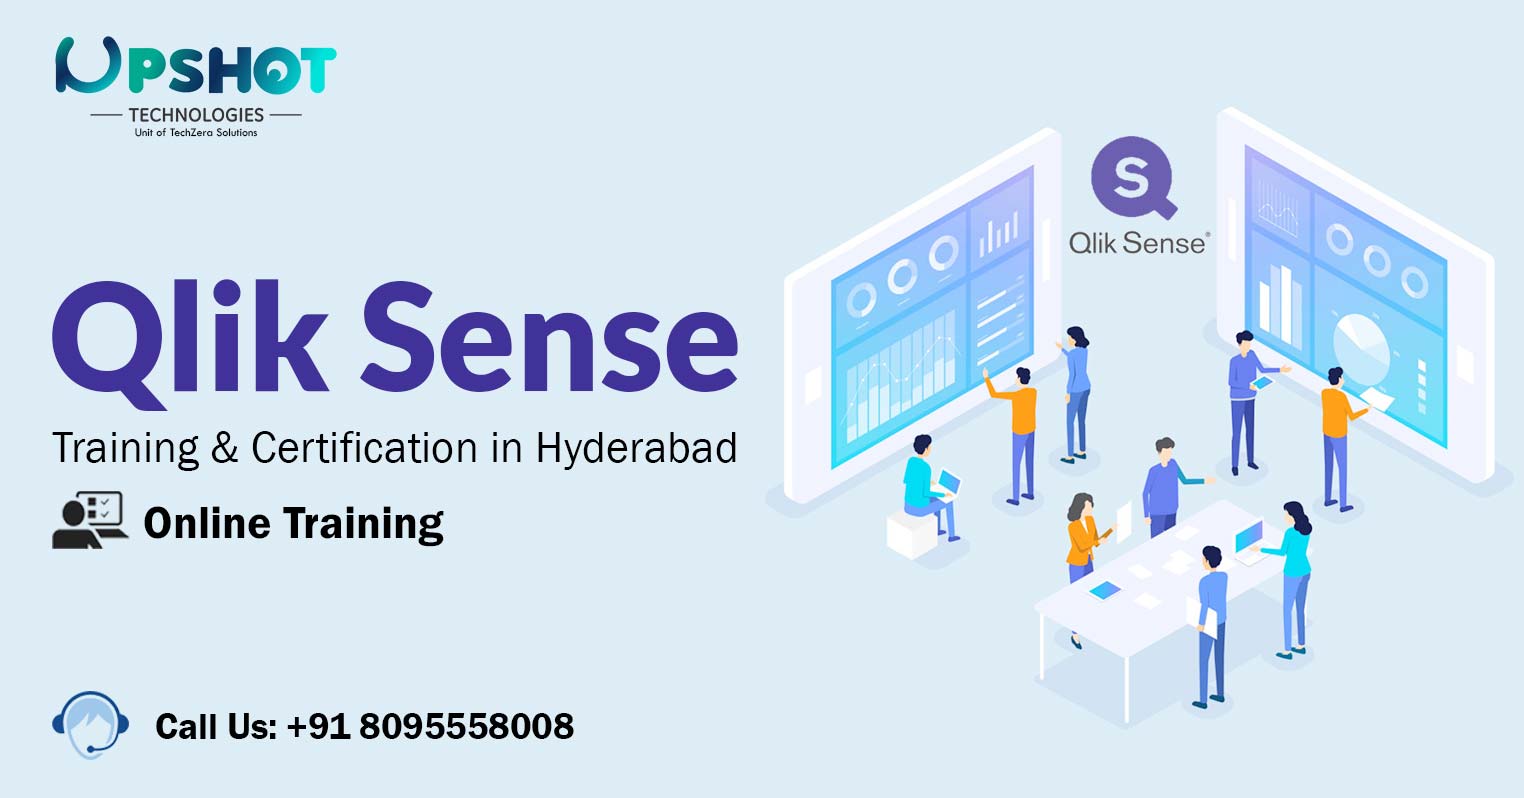 UPSHOT
TECHNOLOGIES
Unit of TechZera Solutions
S
Qlik Sense®
Qlik Sense
Training & Certification in Hyderabad
Online Training
Call Us: +91 8095558008